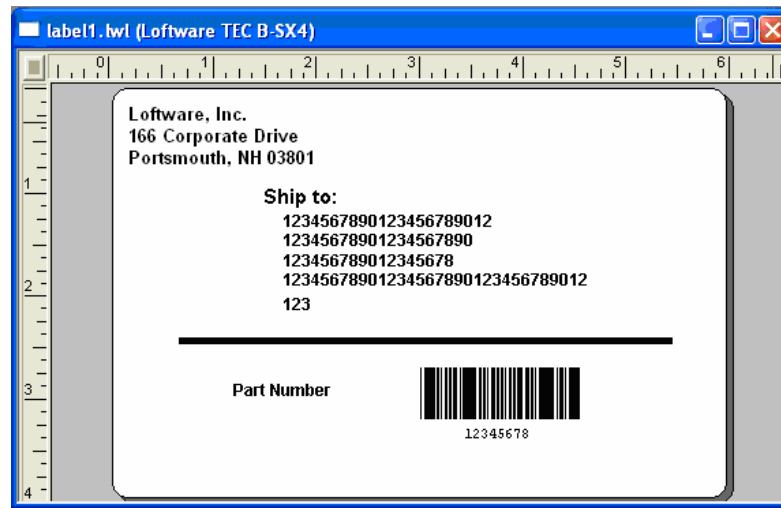 label1.lwl (Loftware TEC B-SX4)
0 1 2 3 4 5 6
Loftware, Inc.
166 Corporate Drive
Portsmouth, NH 03801
1
Ship to:
1234567890123456789012
12345678901234567890
123456789012345678
12345678901234567890123456789012
2
123
3
Part Number
12345678
4